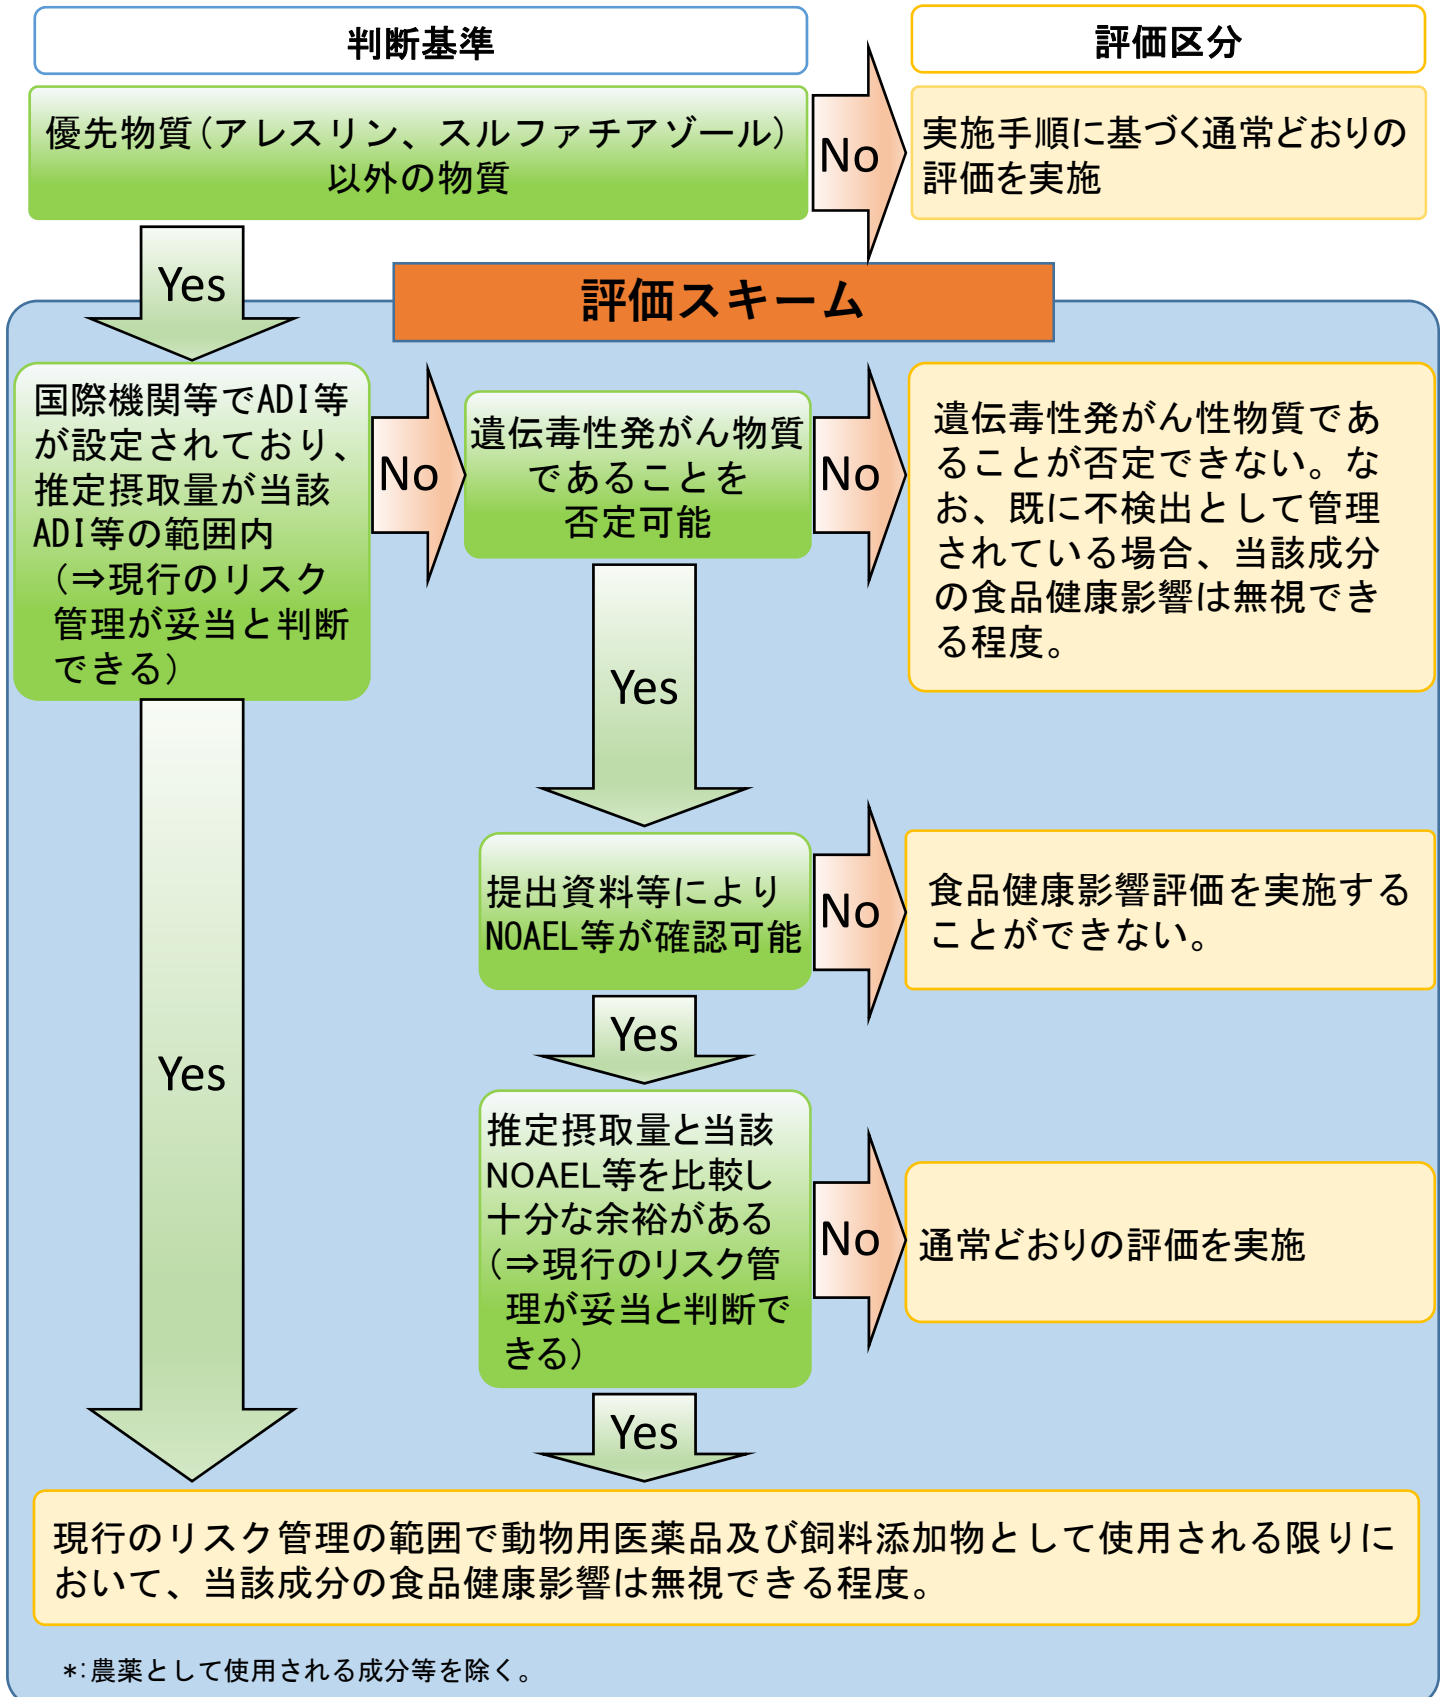 判断基準
評価区分
優先物質(アレスリン、スルファチアゾール)
以外の物質
No
実施手順に基づく通常どおりの
評価を実施
Yes
評価スキーム
国際機関等でADI等
が設定されており、
推定摂取量が当該
ADI等の範囲内
(⇒現行のリスク
管理が妥当と判断
できる)
No
遺伝毒性発がん物質
であることを
否定可能
No
遺伝毒性発がん性物質であ
ることが否定できない。な
お、既に不検出として管理
されている場合、当該成分
の食品健康影響は無視でき
る程度。
Yes
提出資料等により
NOAEL等が確認可能
No
食品健康影響評価を実施する
ことができない。
Yes
Yes
推定摂取量と当該
NOAEL等を比較し
十分な余裕がある
(⇒現行のリスク管
理が妥当と判断で
きる)
No
通常どおりの評価を実施
Yes
現行のリスク管理の範囲で動物用医薬品及び飼料添加物として使用される限りに
おいて、当該成分の食品健康影響は無視できる程度。
*:農薬として使用される成分等を除く。